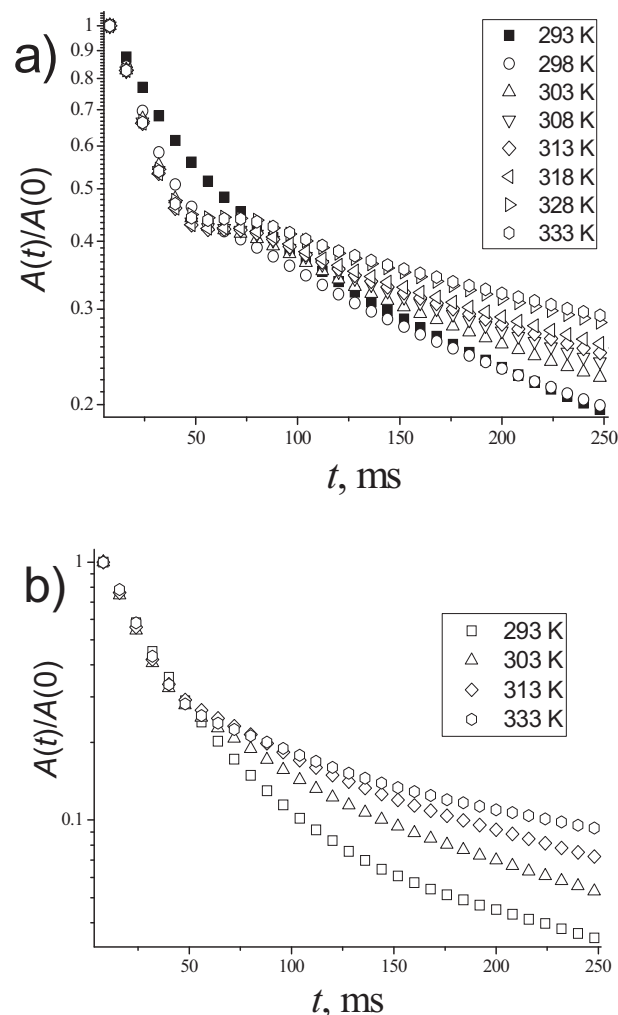 a)
1
0.9
0.8
0.7
0.6
0.5
0.4
0.3
0.2
A(t)/A(0)
293 K
298 K
303 K
308 K
313 K
318 K
328 K
333 K
50 100 150 200 250
t, ms
b)
1
0.1
A(t)/A(0)
293 K
303 K
313 K
333 K
50 100 150 200 250
t, ms